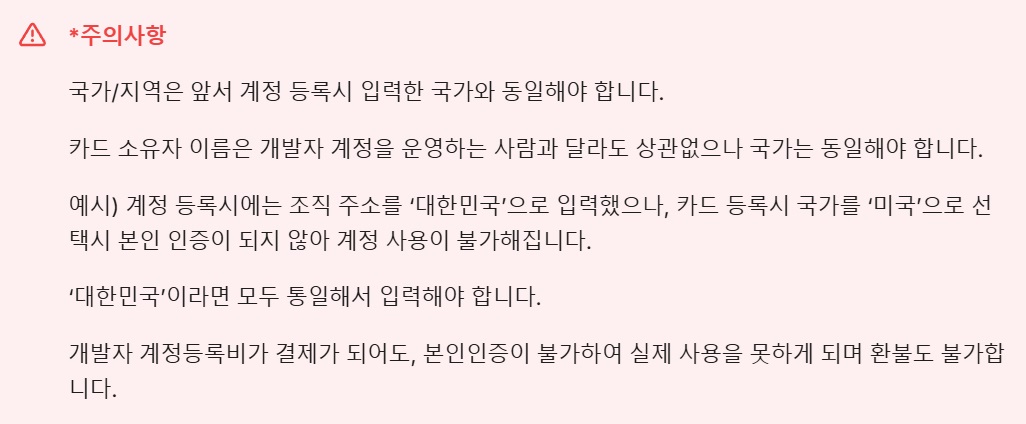 *주의사항
국가/지역은 앞서 계정 등록시 입력한 국가와 동일해야 합니다.
카드 소유자 이름은 개발자 계정을 운영하는 사람과 달라도 상관없으나 국가는 동일해야 합니다.
예시) 계정 등록시에는 조직 주소를 ‘대한민국’으로 입력했으나, 카드 등록시 국가를 ‘미국’으로 선
택시 본인 인증이 되지 않아 계정 사용이 불가해집니다.
‘대한민국’이라면 모두 통일해서 입력해야 합니다.
개발자 계정등록비가 결제가 되어도, 본인인증이 불가하여 실제 사용을 못하게 되며 환불도 불가합
니다.